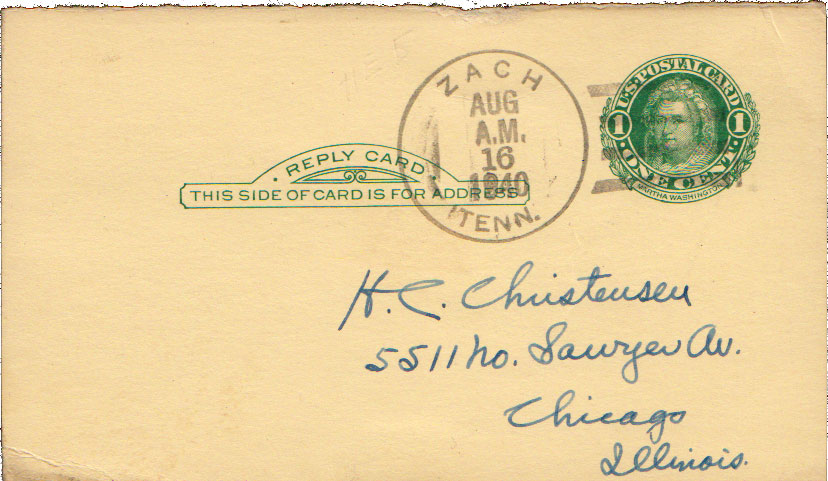 ZACH
AUG
A.M.
16
1940
TENN.
U.S. POSTAL CARD
1 1
ONE CENT
MARTHA WASHINGTON
REPLY CARD
THIS SIDE OF CARD IS FOR ADDRESS
H. C. Christensen
5511 No. Sawyer Av.
Chicago
Illinois.